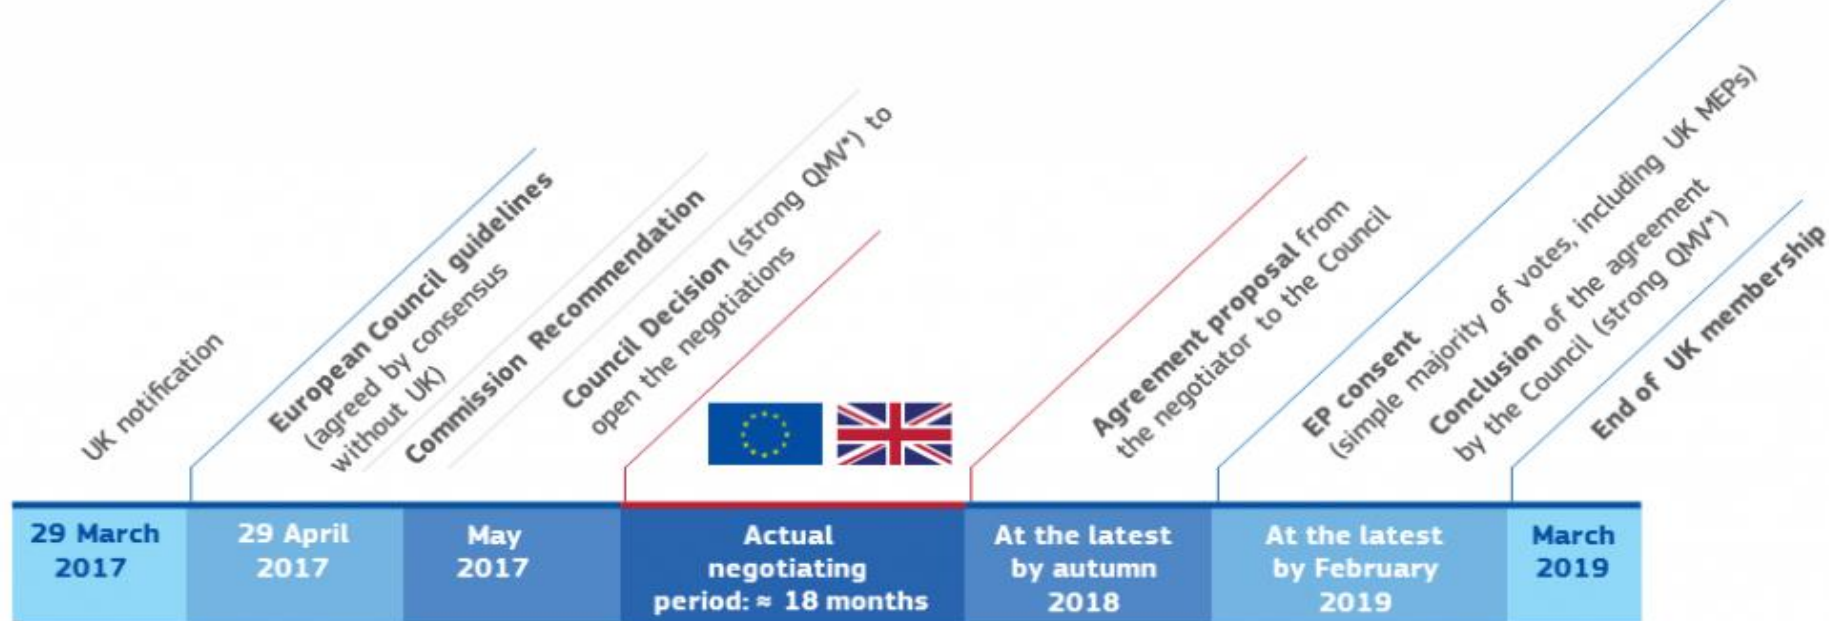 UK notification
European Council guidelines
(agreed by consensus
without UK)
Commission Recommendation
Council Decision (strong QMV*) to
open the negotiations
Agreement proposal from
the negotiator to the Council
EP consent
(simple majority of votes, including UK MEPs)
Conclusion of the agreement
by the Council (strong QMV*)
End of UK membership
29 March
2017
29 April
2017
May
2017
Actual
negotiating
period: ≈ 18 months
At the latest
by autumn
2018
At the latest
by February
2019
March
2019